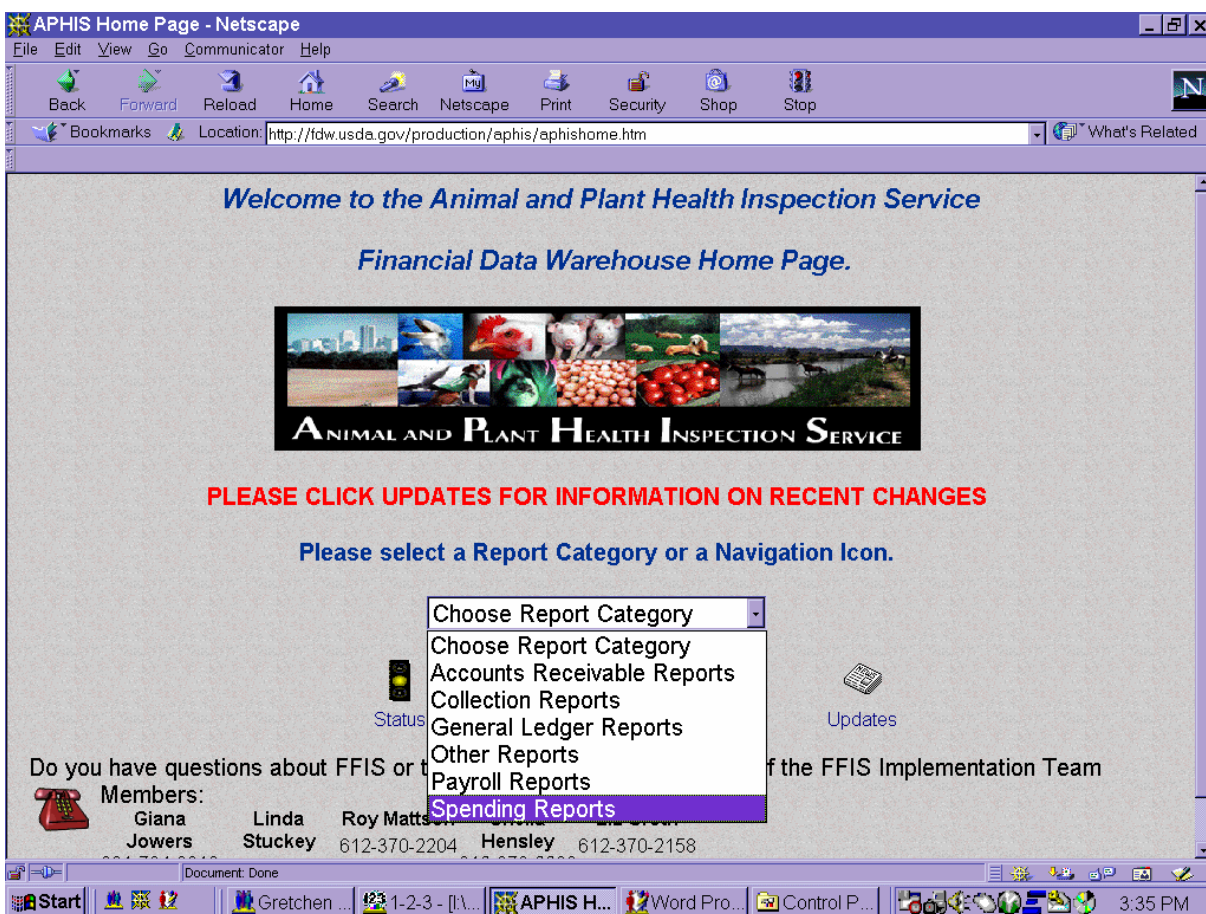 APHIS Home Page - Netscape
File Edit View Go Communicator Help
My
Back Forward Reload Home Search Netscape Print Security Shop Stop
N
Bookmarks Location: http://fdw.usda.gov/production/aphis/aphishome.htm What's Related
Welcome to the Animal and Plant Health Inspection Service
Financial Data Warehouse Home Page.
ANIMAL AND PLANT HEALTH INSPECTION SERVICE
PLEASE CLICK UPDATES FOR INFORMATION ON RECENT CHANGES
Please select a Report Category or a Navigation Icon.
Choose Report Category
Choose Report Category
Accounts Receivable Reports
Collection Reports
General Ledger Reports
Other Reports
Payroll Reports
Spending Reports
Status Updates
Do you have questions about FFIS or t of the FFIS Implementation Team
Members:
Giana Linda Roy
Jowers Stuckey 612-370-2204 Hensley 612-370-2158
Document: Done
Start Gretchen ... 1-2-3 - [I:\... APHIS H... Word Pro... Control P... 3:35 PM